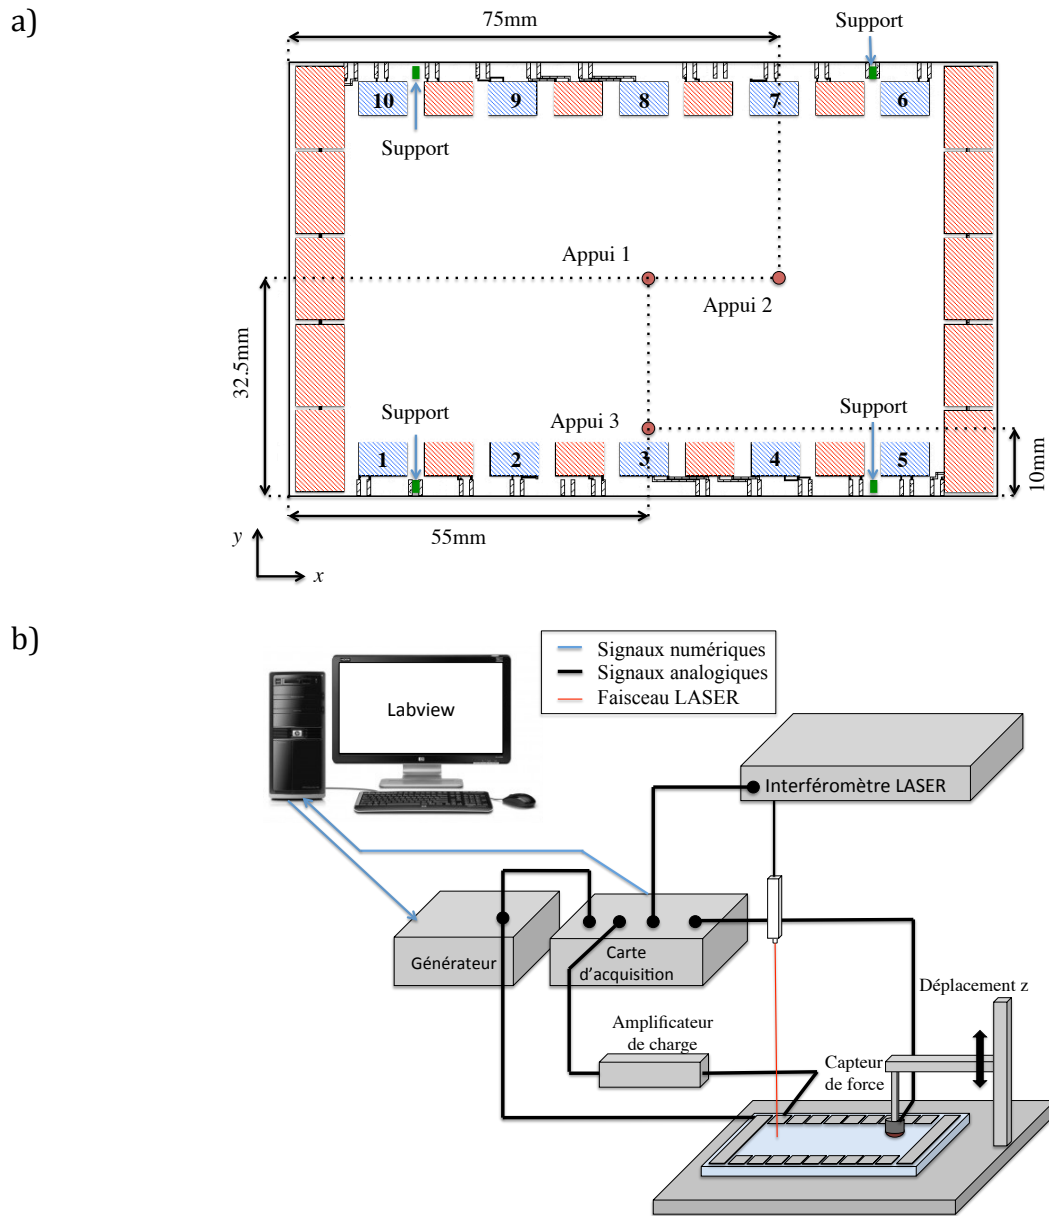 a)
75mm
Support
10
9
8
7
6
Support
Appui 1
Appui 2
32.5mm
Support
Appui 3
Support
1
2
3
4
5
10mm
55mm
y
x
b)
Signaux numériques
Signaux analogiques
Faisceau LASER
Labview
Interféromètre LASER
Générateur
Carte
d'acquisition
Déplacement z
Amplificateur
de charge
Capteur
de force